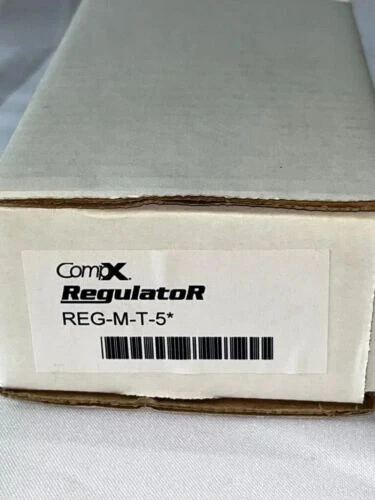 CompX.
RegulatoR
REG-M-T-5*